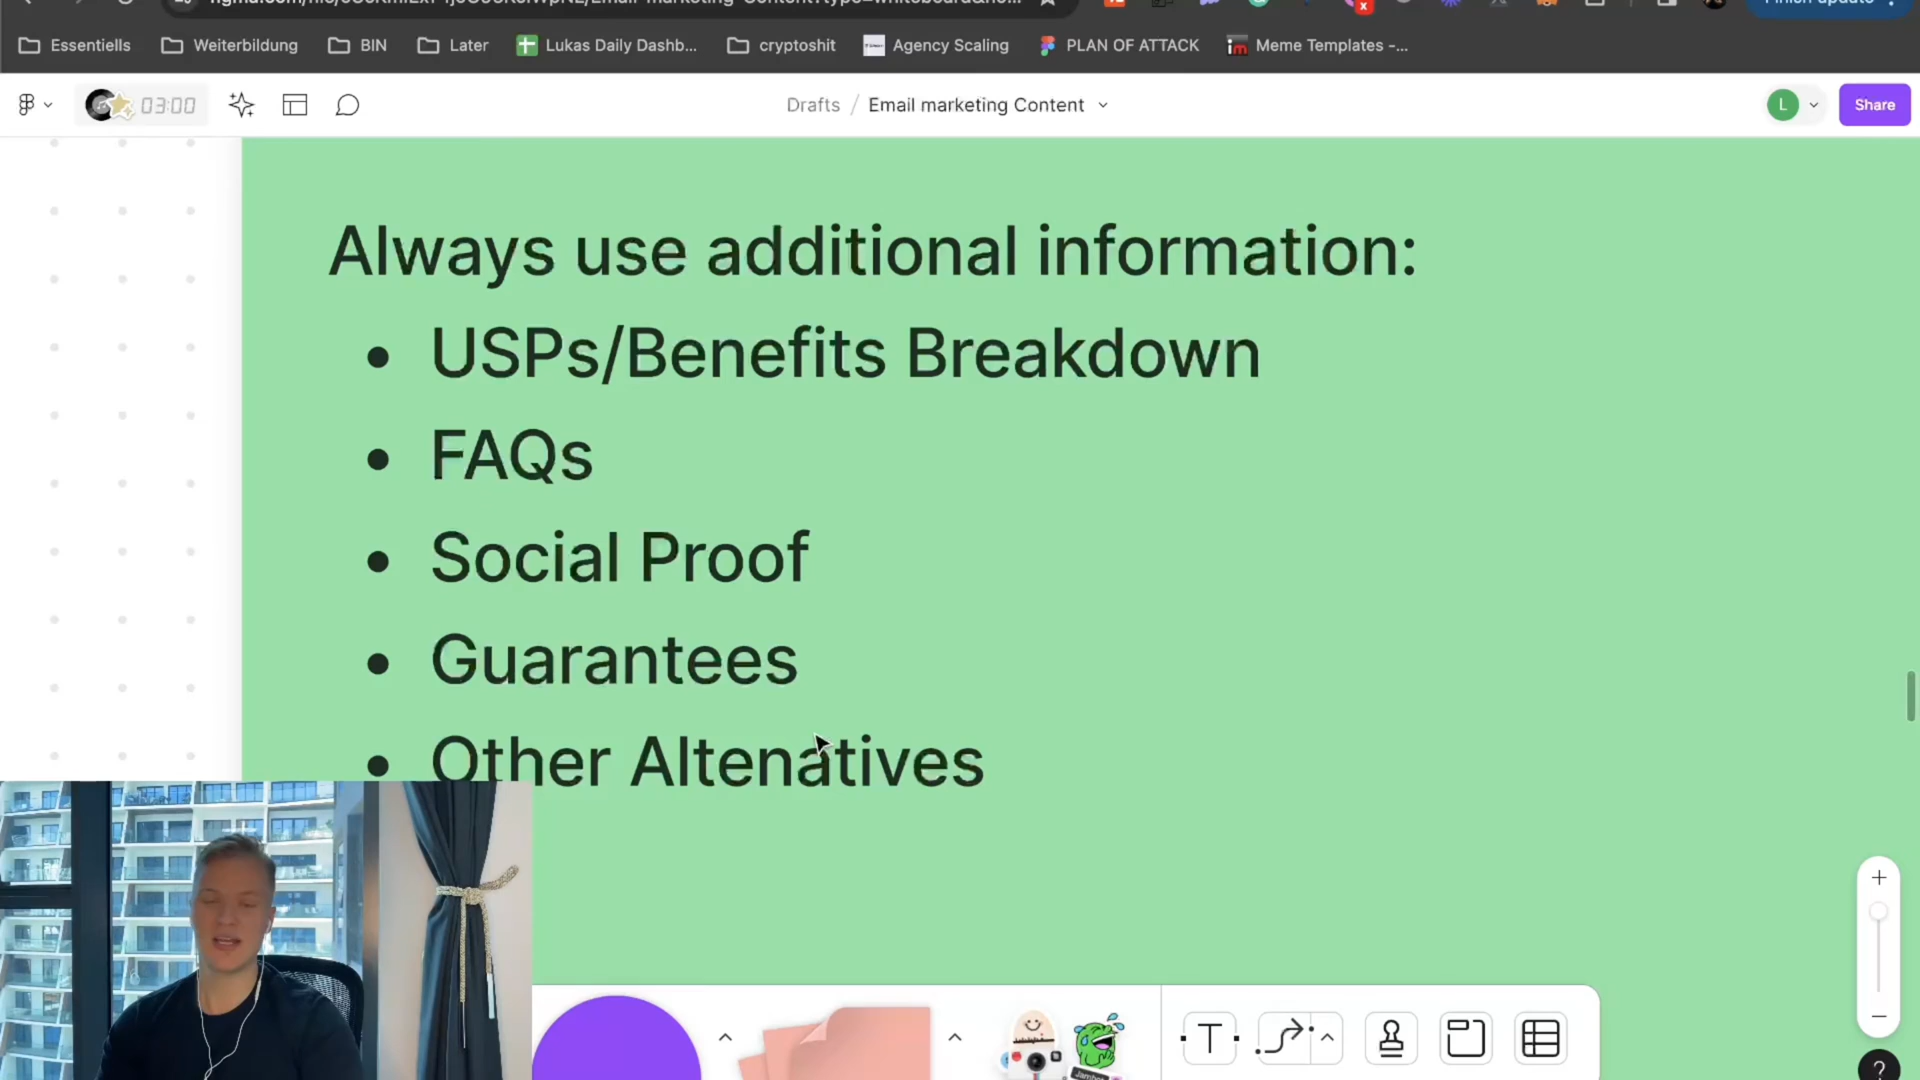 Essentiells
Weiterbildung
BIN
Later
Lukas Daily Dashb...
cryptoshit
Agency Scaling
PLAN OF ATTACK
Meme Templates -...
03:00
Drafts / Email marketing Content
L
Share
Always use additional information:
• USPs/Benefits Breakdown
• FAQs
• Social Proof
• Guarantees
• Other Altenatives
T
?